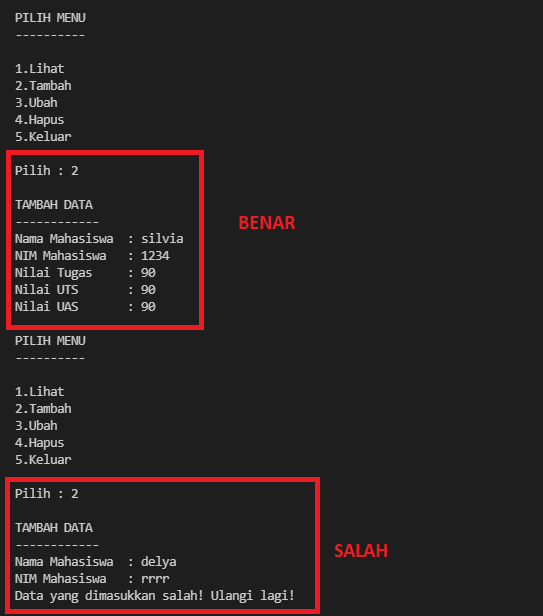 PILIH MENU
----------
1.Lihat
2.Tambah
3.Ubah
4.Hapus
5.Keluar
Pilih : 2
TAMBAH DATA
------------
Nama Mahasiswa  : silvia
NIM Mahasiswa   : 1234
Nilai Tugas     : 90
Nilai UTS       : 90
Nilai UAS       : 90
BENAR
PILIH MENU
----------
1.Lihat
2.Tambah
3.Ubah
4.Hapus
5.Keluar
Pilih : 2
TAMBAH DATA
------------
Nama Mahasiswa  : delya
NIM Mahasiswa   : rrrr
Data yang dimasukkan salah! Ulangi lagi!
SALAH